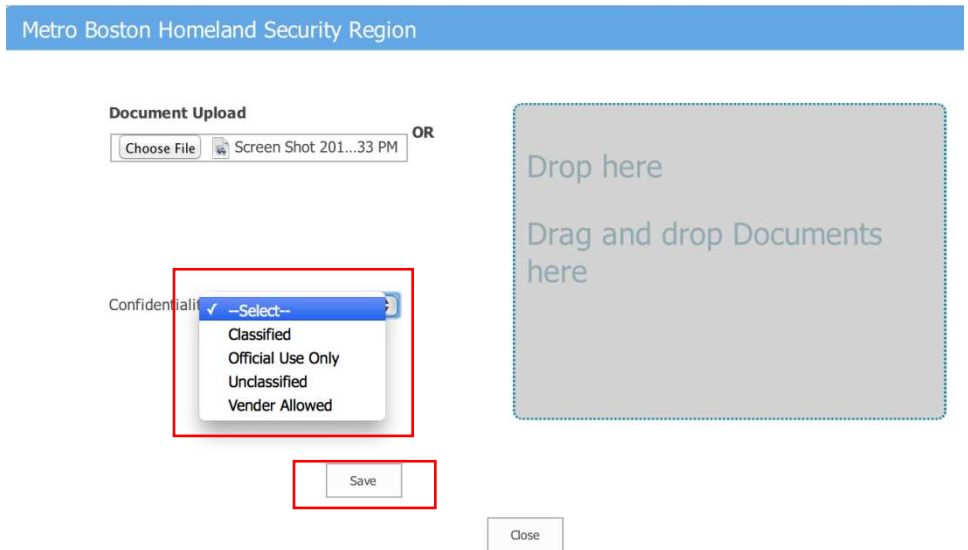 Metro Boston Homeland Security Region
Document Upload
Choose File Screen Shot 201...33 PM
OR
Drop here
Drag and drop Documents
here
Confidentialit
✓ --Select--
Classified
Official Use Only
Unclassified
Vender Allowed
Save
Close